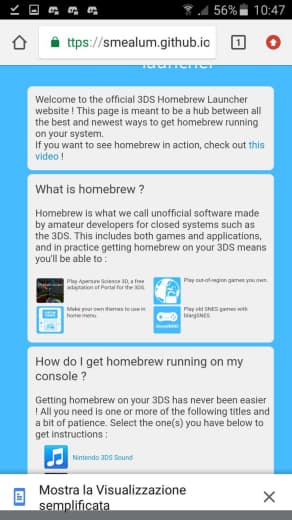 56% 10:47
ttps://smealum.github.io
1
launcher
Welcome to the official 3DS Homebrew Launcher
website ! This page is meant to be a hub between all
the best and newest ways to get homebrew running
on your system.
If you want to see homebrew in action, check out this
video !
What is homebrew ?
Homebrew is what we call unofficial software made
by amateur developers for closed systems such as
the 3DS. This includes both games and applications,
and in practice getting homebrew on your 3DS means
you'll be able to :
Play Aperture Science 3D, a free
adaptation of Portal for the 3DS.
Play out-of-region games you own.
Make your own themes to use in
home menu.
Play old SNES games with
blargSNES.
How do I get homebrew running on my
console ?
Getting homebrew on your 3DS has never been easier
! All you need is one or more of the following titles and
a bit of patience. Select the one(s) you have below to
get instructions :
Nintendo 3DS Sound
Mostra la Visualizzazione
semplificata